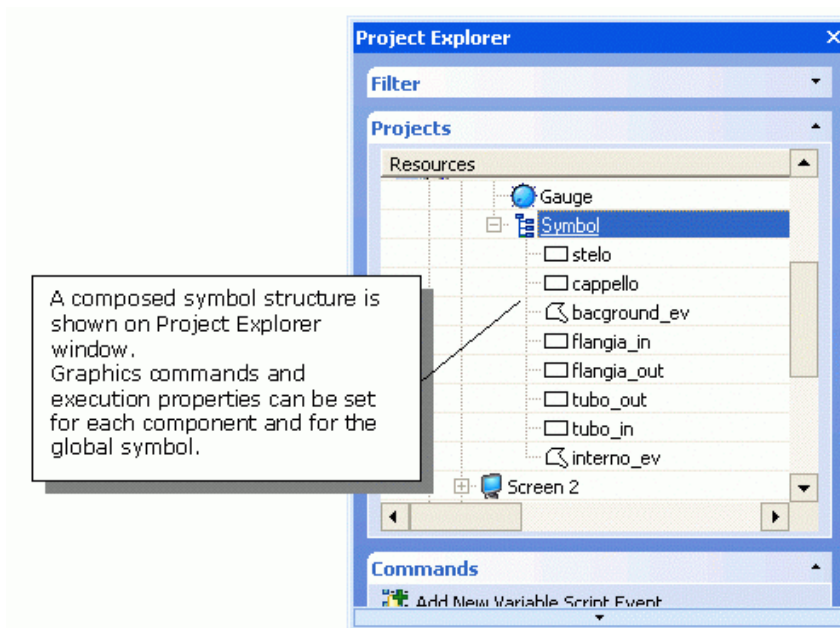 Project Explorer
Filter
Projects
Resources
Gauge
Symbol
stelo
cappello
bacground_ev
flangia_in
flangia_out
tubo_out
tubo_in
interno_ev
Screen 2
Commands
Add New Variable Script Event
A composed symbol structure is
shown on Project Explorer
window.
Graphics commands and
execution properties can be set
for each component and for the
global symbol.